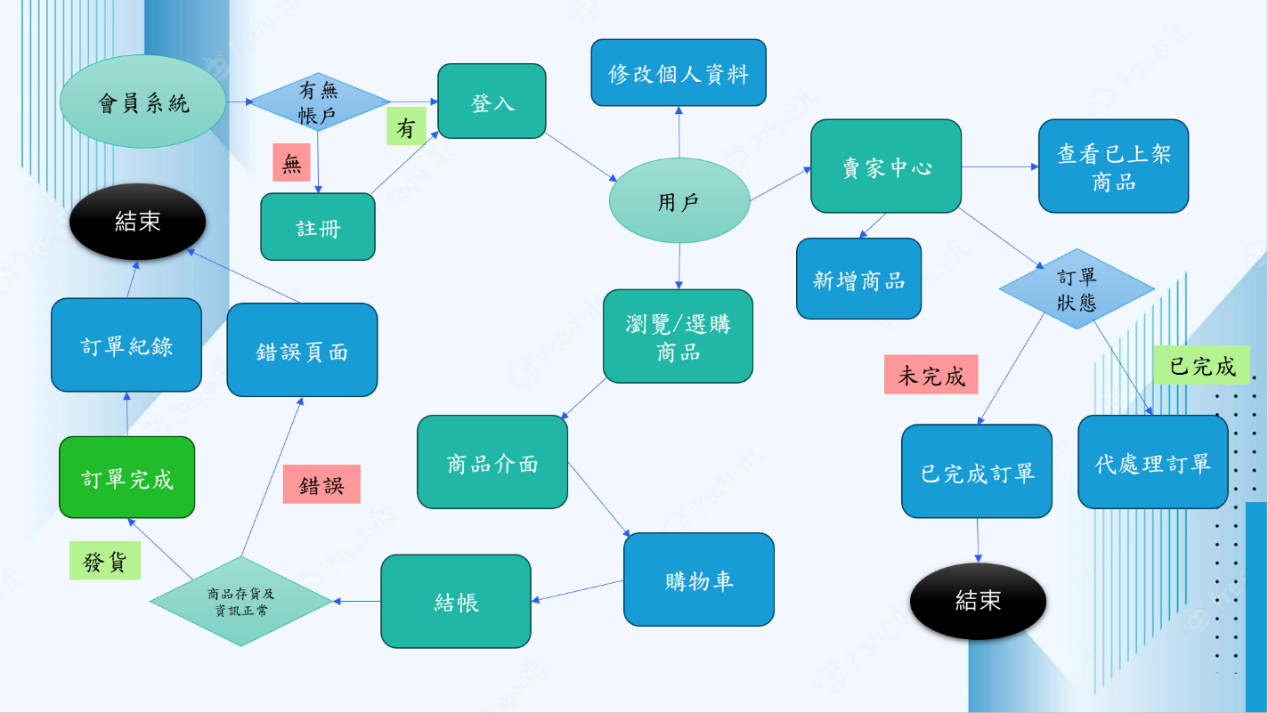 會員系統
有無
帳戶
有
無
登入
註冊
修改個人資料
用戶
賣家中心
查看已上架
商品
新增商品
訂單
狀態
未完成
已完成
已完成訂單
代處理訂單
結束
瀏覽/選購
商品
商品介面
購物車
結帳
商品存貨及
資訊正常
發貨
錯誤
訂單完成
訂單紀錄
錯誤頁面
結束